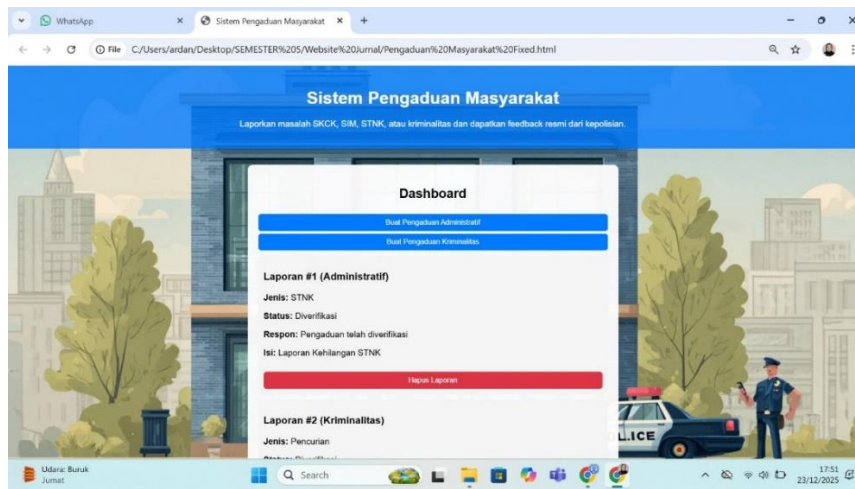 WhatsApp
Sistem Pengaduan Masyarakat
File
C:/Users/ardan/Desktop/SEMESTER%205/Website%20Jurnal/Pengaduan%20Masyarakat%20Fixed.html
Sistem Pengaduan Masyarakat
Laporkan masalah SKCK, SIM, STNK, atau kriminalitas dan dapatkan feedback resmi dari kepolisian.
Dashboard
Buat Pengaduan Administratif
Buat Pengaduan Kriminalitas
Laporan #1 (Administratif)
Jenis: STNK
Status: Diverifikasi
Respon: Pengaduan telah diverifikasi
Isi: Laporan Kehilangan STNK
Hapus Laporan
Laporan #2 (Kriminalitas)
Jenis: Pencurian
Status: Diverifikasi
LICE
Udara: Buruk
Jumat
Search
17:51
23/12/2025